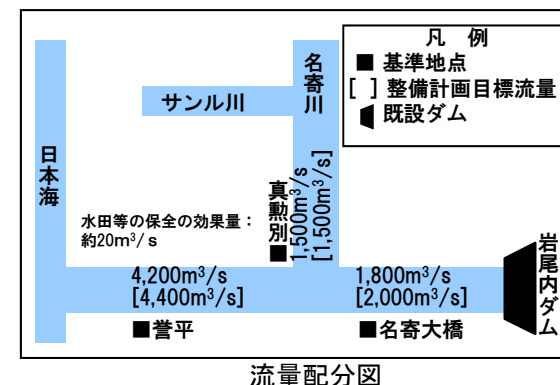 凡 例
■ 基準地点
[ ] 整備計画目標流量
既設ダム
名寄川
サンル川
日本海
真勲別
■
1,500m³/s
[1,500m³/s]
水田等の保全の効果量：
約20m³/s
4,200m³/s
[4,400m³/s]
■誉平
1,800m³/s
[2,000m³/s]
■名寄大橋
岩尾内ダム
流量配分図